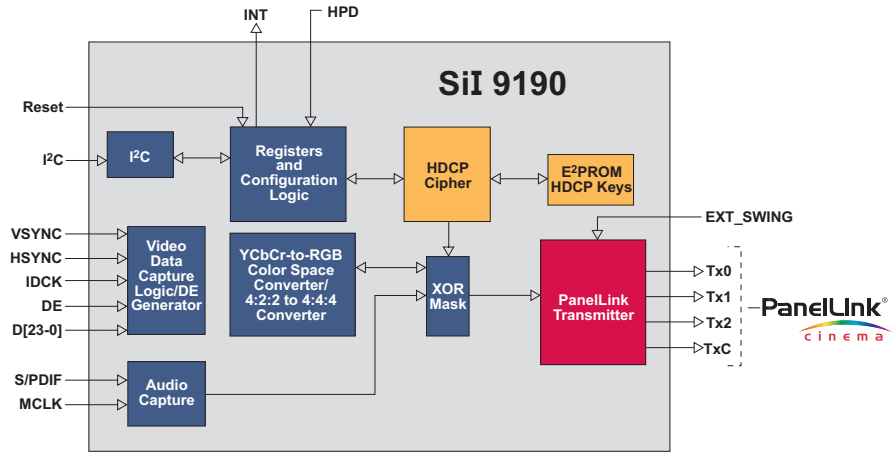 INT
HPD
SiI 9190
Reset
I²C
I²C
Registers
and
Configuration
Logic
HDCP
Cipher
E²PROM
HDCP Keys
EXT_SWING
VSYNC
HSYNC
IDCK
DE
D[23-0]
Video
Data
Capture
Logic/DE
Generator
YCbCr-to-RGB
Color Space
Converter/
4:2:2 to 4:4:4
Converter
XOR
Mask
PanelLink
Transmitter
Tx0
Tx1
Tx2
TxC
PanelLink®
cinema
S/PDIF
MCLK
Audio
Capture